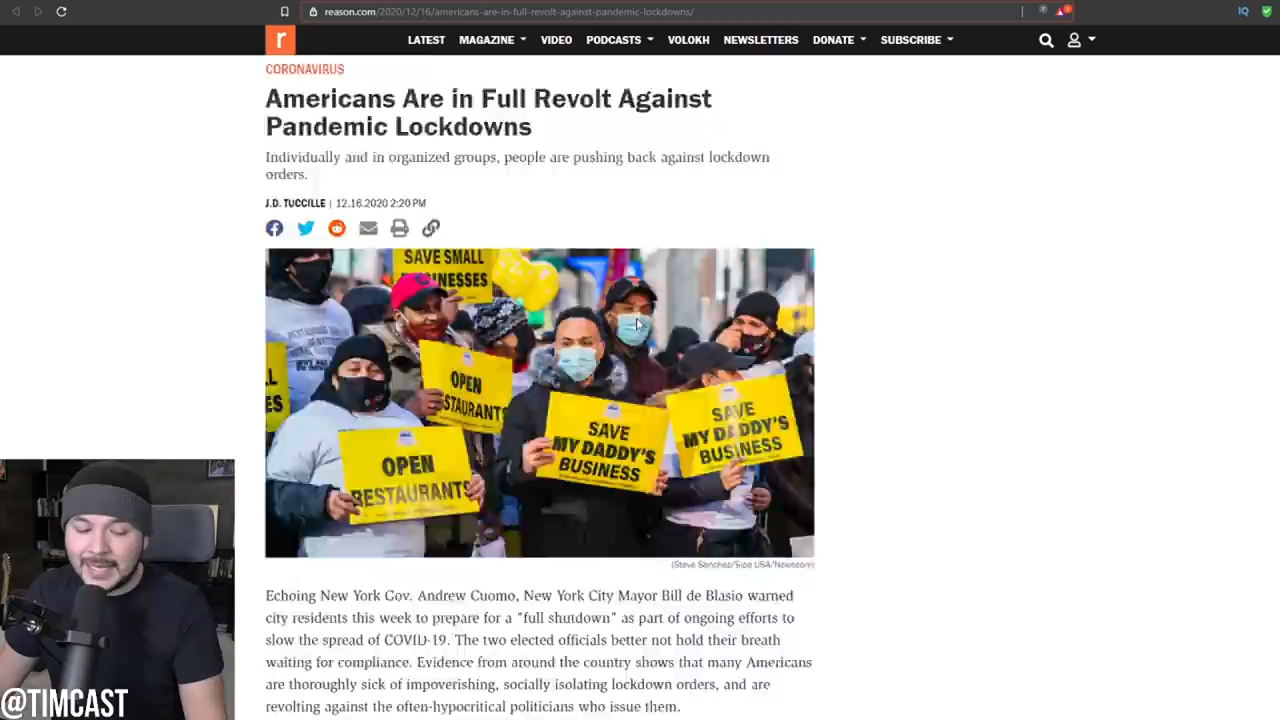 reason.com/2020/12/16/americans-are-in-full-revolt-against-pandemic-lockdowns/
IQ
r
LATEST MAGAZINE VIDEO PODCASTS VOLOKH NEWSLETTERS DONATE SUBSCRIBE
CORONAVIRUS
Americans Are in Full Revolt Against
Pandemic Lockdowns
Individually and in organized groups, people are pushing back against lockdown
orders.
J.D. TUCCILLE | 12.16.2020 2:20 PM
SAVE SMALL
INESSES
OPEN
STAURANT
OPEN
RESTAURANTS
SAVE
MY DADDY'S
BUSINESS
SAVE
MY DADDY'S
BUSINESS
(Steve Sanchez/Sipa USA/Newscom)
Echoing New York Gov. Andrew Cuomo, New York City Mayor Bill de Blasio warned
city residents this week to prepare for a "full shutdown" as part of ongoing efforts to
slow the spread of COVID-19. The two elected officials better not hold their breath
waiting for compliance. Evidence from around the country shows that many Americans
are thoroughly sick of impoverishing, socially isolating lockdown orders, and are
revolting against the often-hypocritical politicians who issue them.
@TIMCAST